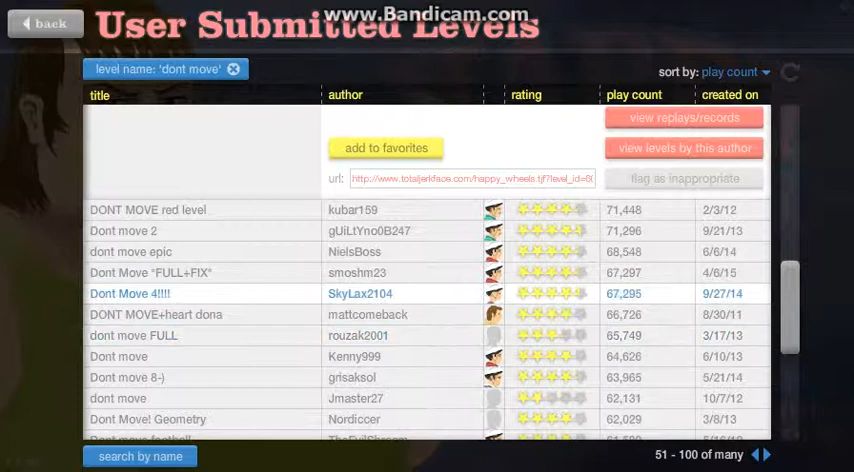 www.Bandicam.com
back
User Submitted Levels
level name: 'dont move'
sort by: play count
title author rating play count created on
view replays/records
add to favorites
view levels by this author
url: http://www.totaljerkface.com/happy_wheels.tjf?level_id=6
flag as inappropriate
DONT MOVE red level kubar159 71,448 2/3/12
Dont move 2 gUiLtYno0B247 71,296 9/21/13
dont move epic NielsBoss 68,548 6/6/14
Dont Move *FULL+FIX* smoshm23 67,297 4/6/15
Dont Move 4!!!! SkyLax2104 67,295 9/27/14
DONT MOVE+heart dona mattcomeback 66,726 8/30/11
dont move FULL rouzak2001 65,749 3/17/13
Dont move Kenny999 64,626 6/10/13
Dont move 8-) grisaksol 63,965 5/21/14
dont move Jmaster27 62,131 10/7/12
Dont Move! Geometry Nordiccer 62,029 3/8/13
Dont move football
search by name
51 - 100 of many